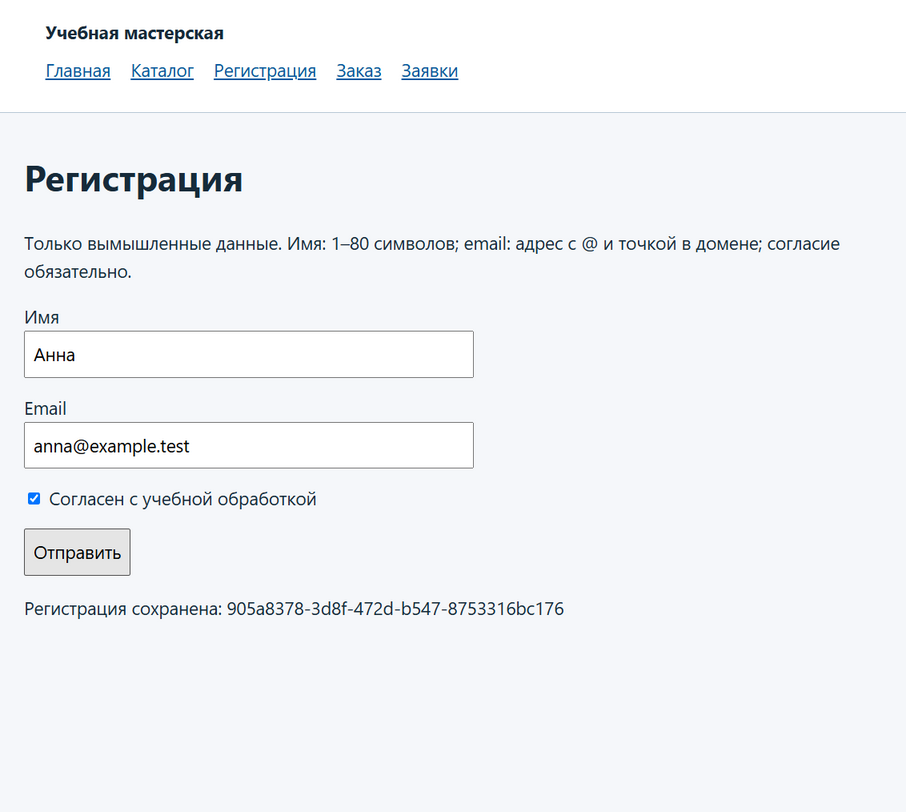 Учебная мастерская
Главная Каталог Регистрация Заказ Заявки
Регистрация
Только вымышленные данные. Имя: 1–80 символов; email: адрес с @ и точкой в домене; согласие
обязательно.
Имя
Анна
Email
anna@example.test
Согласен с учебной обработкой
Отправить
Регистрация сохранена: 905a8378-3d8f-472d-b547-8753316bc176